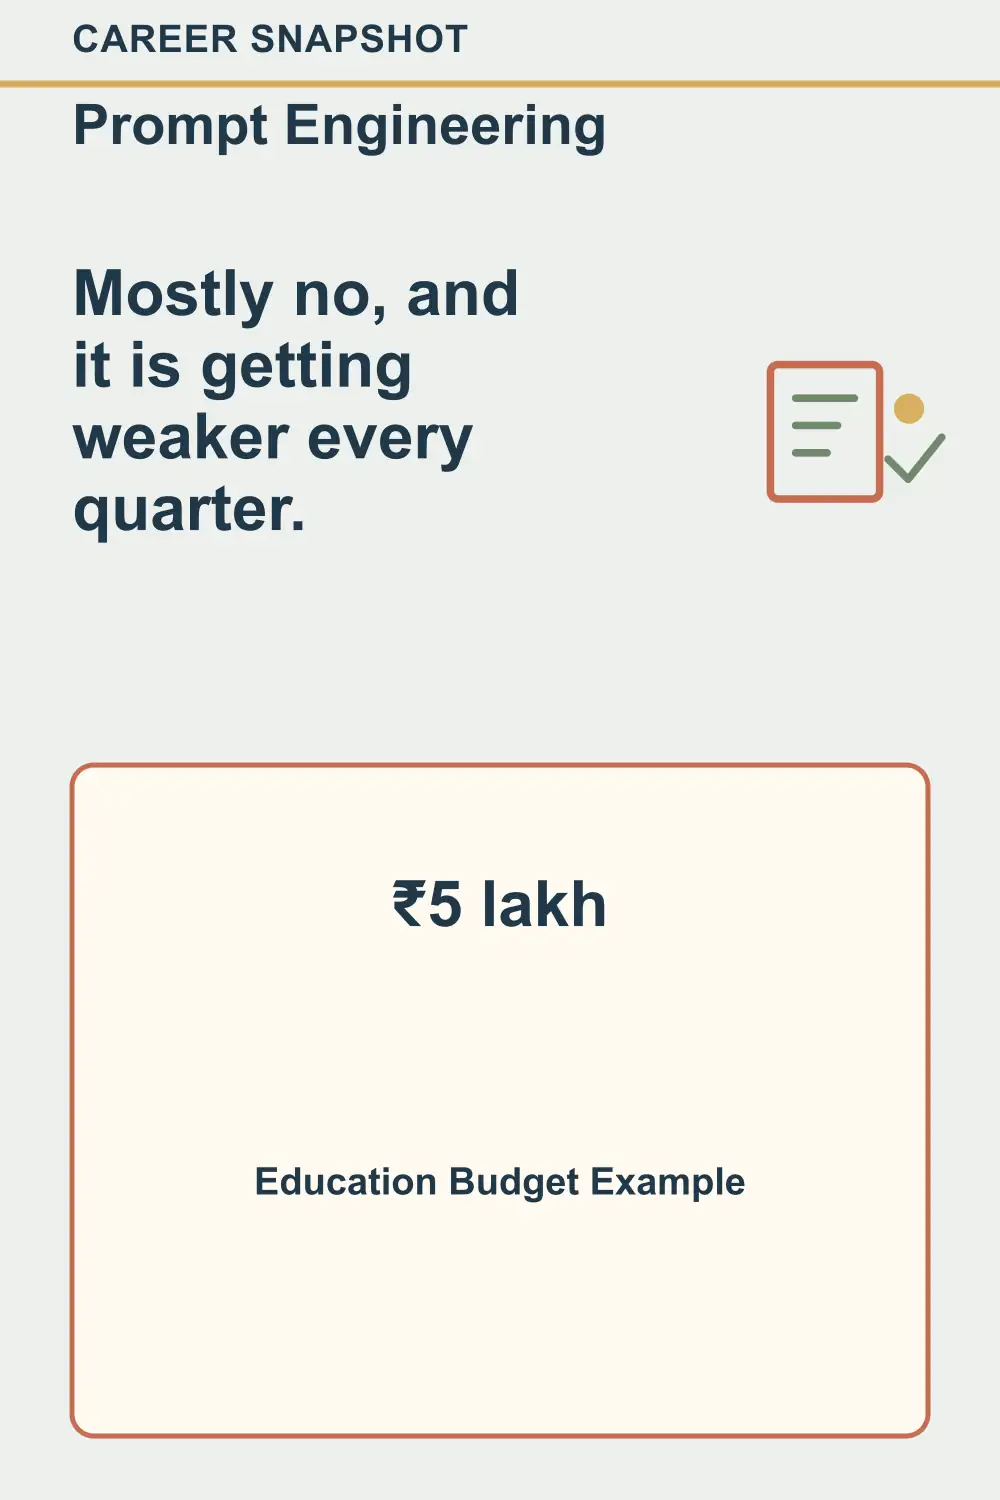 CAREER SNAPSHOT
Prompt Engineering
Mostly no, and
it is getting
weaker every
quarter.
₹5 lakh
Education Budget Example